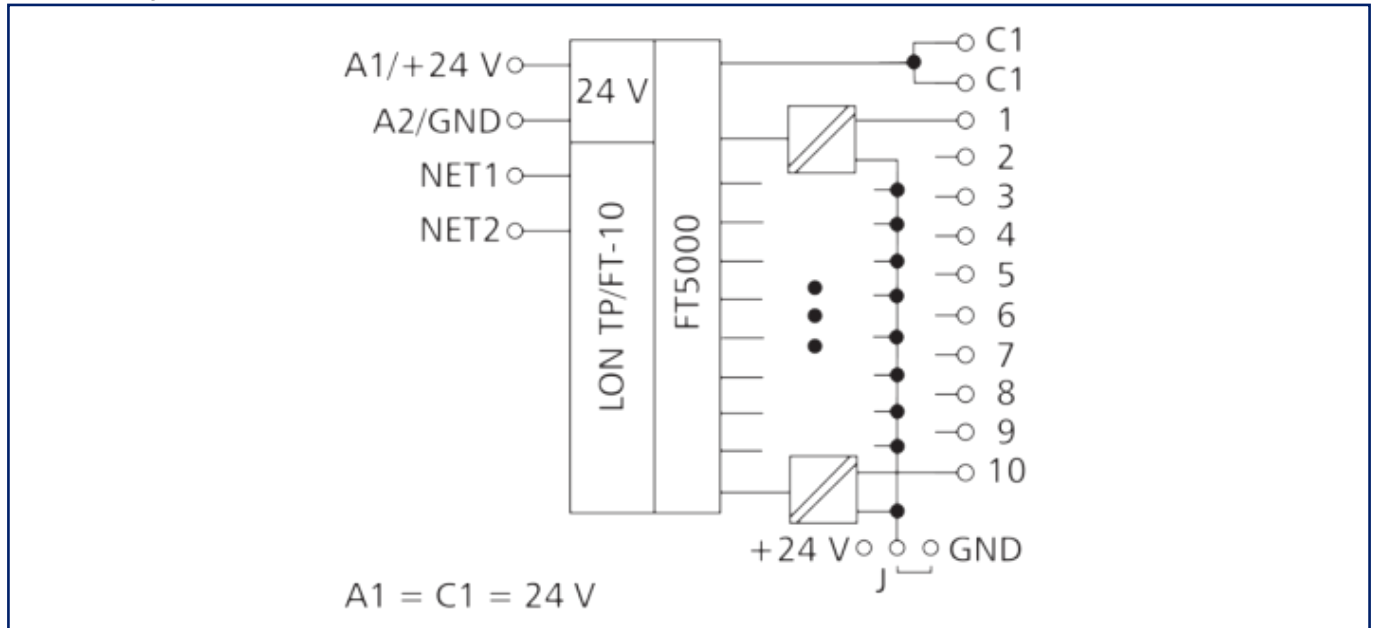 A1/+24 V
A2/GND
NET1
NET2
24 V
LON TP/FT-10
FT5000
C1
C1
1
2
3
4
5
6
7
8
9
10
+24 V
GND
J
A1 = C1 = 24 V